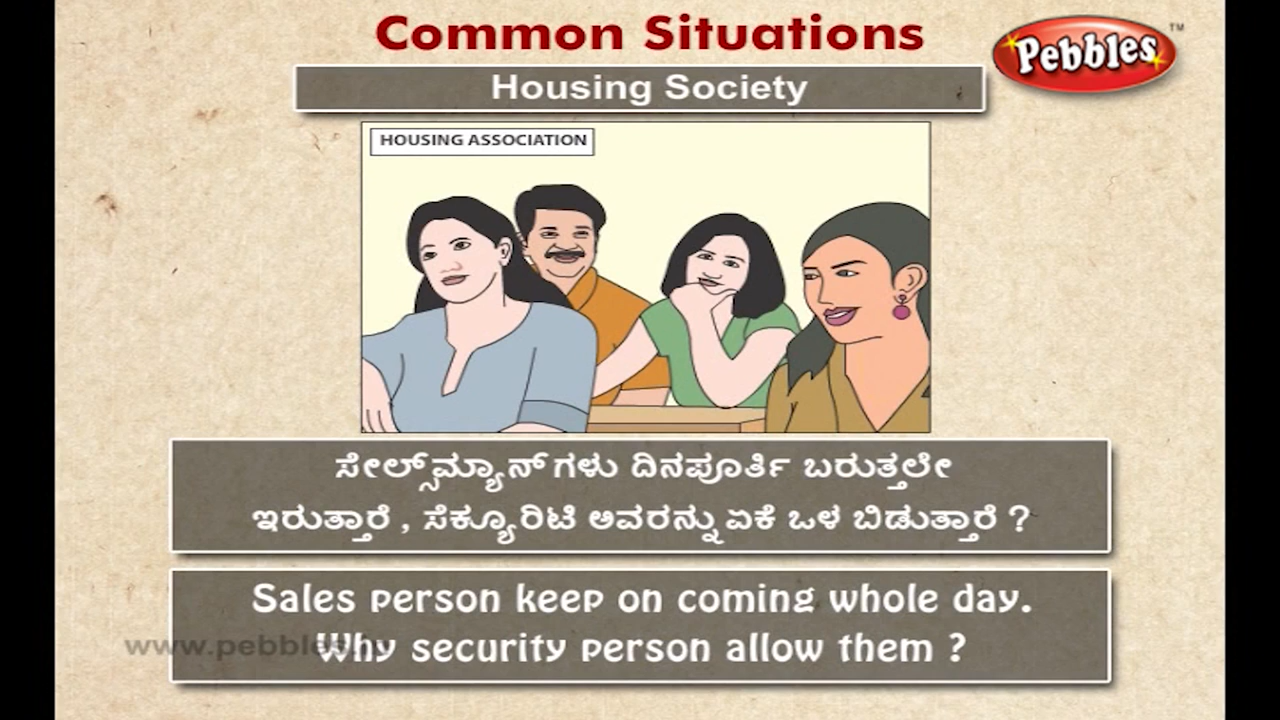 Common Situations
Pebbles™
Housing Society
HOUSING ASSOCIATION
ಸೇಲ್ಸ್‌ಮ್ಯಾನ್‌ಗಳು ದಿನಪೂರ್ತಿ ಬರುತ್ತಲೇ
ಇರುತ್ತಾರೆ , ಸೆಕ್ಯೂರಿಟಿ ಅವರನ್ನು ಏಕೆ ಒಳ ಬಿಡುತ್ತಾರೆ ?
Sales person keep on coming whole day.
Why security person allow them ?